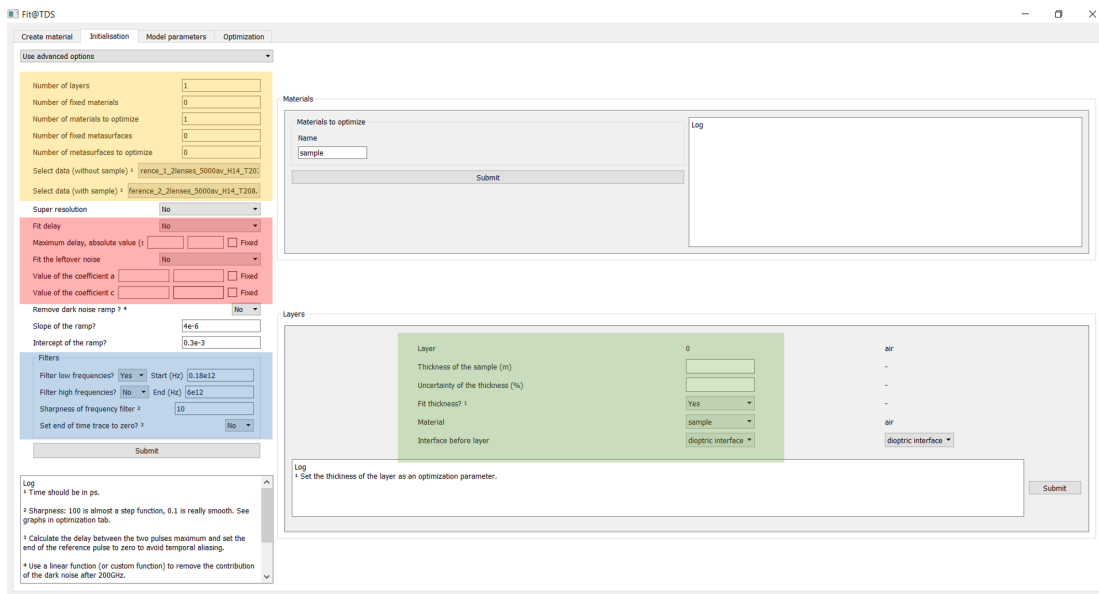 Fit@TDS
Create material Initialisation Model parameters Optimization
Use advanced options
Number of layers 1
Number of fixed materials 0
Number of materials to optimize 1
Number of fixed metasurfaces 0
Number of metasurfaces to optimize 0
Select data (without sample) ¹ rence_1_2lenses_5000av_H14_T20
Select data (with sample) ¹ ference_2_2lenses_5000av_H14_T208.
Super resolution No
Fit delay No
Maximum delay, absolute value (s Fixed
Fit the leftover noise No
Value of the coefficient a Fixed
Value of the coefficient c Fixed
Remove dark noise ramp ? ⁴ No
Slope of the ramp? 4e-6
Intercept of the ramp? 0.3e-3
Filters
Filter low frequencies? Yes Start (Hz) 0.18e12
Filter high frequencies? No End (Hz) 6e12
Sharpness of frequency filter ² 10
Set end of time trace to zero? ³ No
Submit
Log
¹ Time should be in ps.
² Sharpness: 100 is almost a step function, 0.1 is really smooth. See
graphs in optimization tab.
³ Calculate the delay between the two pulses maximum and set the
end of the reference pulse to zero to avoid temporal aliasing.
⁴ Use a linear function (or custom function) to remove the contribution
of the dark noise after 200GHz.
Materials
Materials to optimize
Name
sample
Submit
Log
Layers
Layer 0 air
Thickness of the sample (m) -
Uncertainty of the thickness (%) -
Fit thickness? ¹ Yes -
Material sample air
Interface before layer dioptric interface dioptric interface
Log
¹ Set the thickness of the layer as an optimization parameter.
Submit